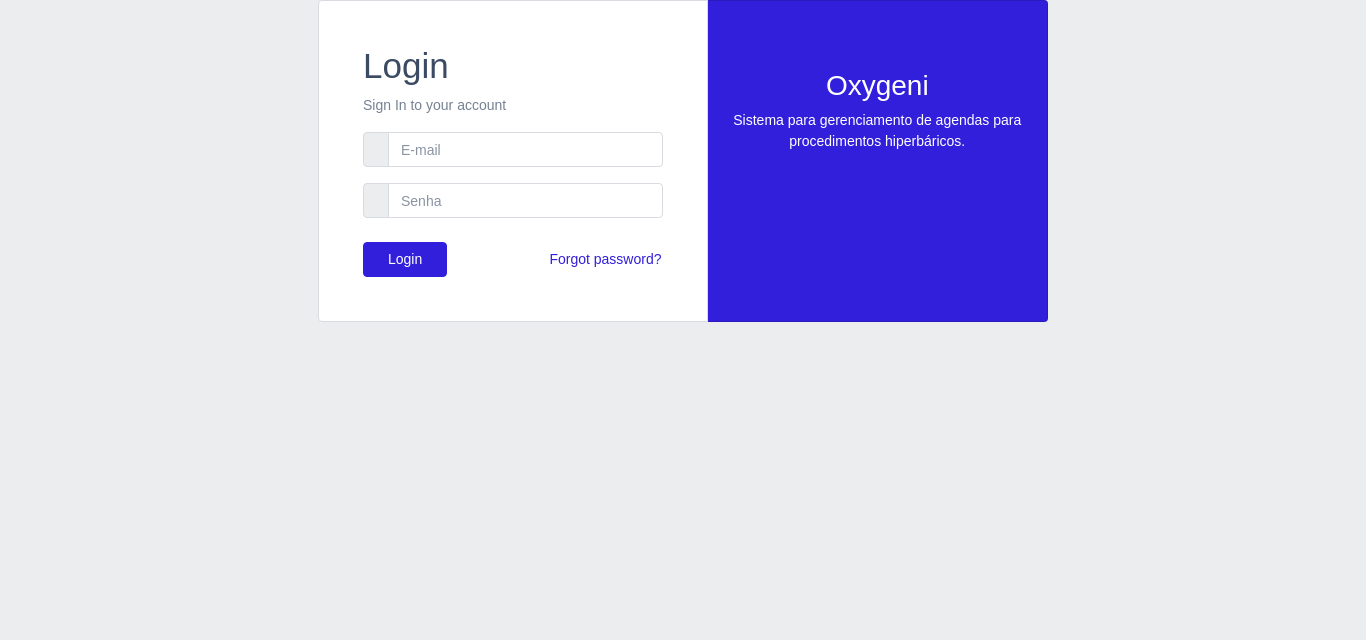 Login
Sign In to your account
E-mail
Senha
Login
Forgot password?
Oxygeni
Sistema para gerenciamento de agendas para
procedimentos hiperbáricos.